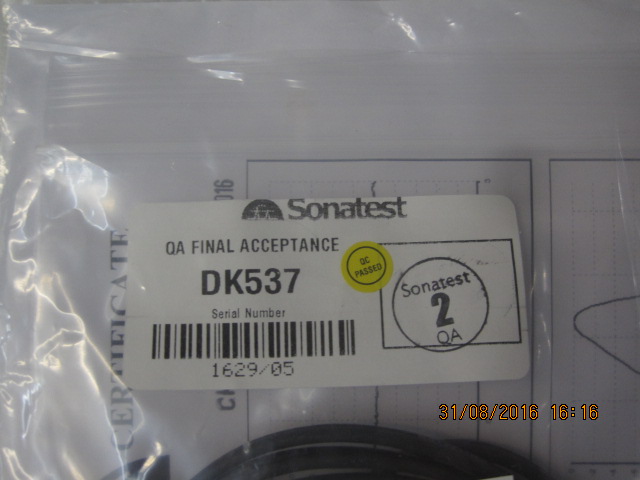 Sonatest
QA FINAL ACCEPTANCE
DK537
QC
PASSED
Sonatest
2
QA
Serial Number
1629/05
CERTIFICATE
016
31/08/2016 16:16